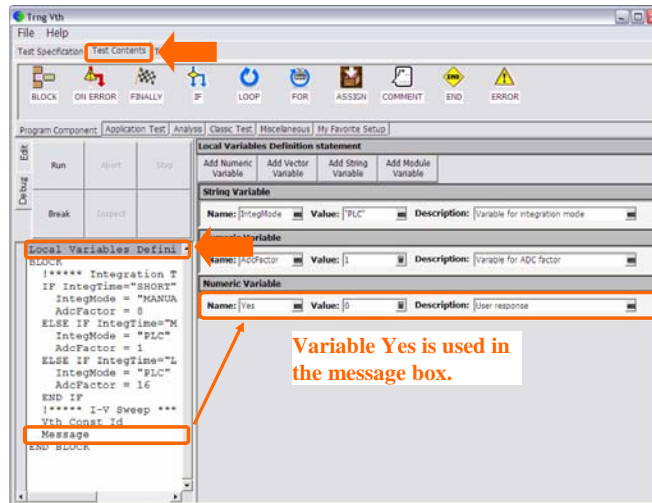 Trng Vth
File Help
Test Specification Test Contents
BLOCK ON ERROR FINALLY IF LOOP FOR ASSIGN COMMENT END ERROR
Program Component Application Test Analysis Classic Test Miscelaneous My Favorite Setup
Edit
Debug
Run Abort Stop
Break Inspect
Local Variables Definition statement
Add Numeric Variable Add Vector Variable Add String Variable Add Module Variable
String Variable
Name: IntegMode Value: "PLC" Description: Variable for integration mode
Numeric Variable
Name: AdcFactor Value: 1 Description: Variable for ADC factor
Numeric Variable
Name: Yes Value: 0 Description: User response
Local Variables Defini
BLOCK
!***** Integration T
IF IntegTime="SHORT"
IntegMode = "MANUA
AdcFactor = 8
ELSE IF IntegTime="M
IntegMode = "PLC"
AdcFactor = 1
ELSE IF IntegTime="L
IntegMode = "PLC"
AdcFactor = 16
END IF
!***** I-V Sweep ***
Vth Const Id
Message
END BLOCK
Variable Yes is used in
the message box.